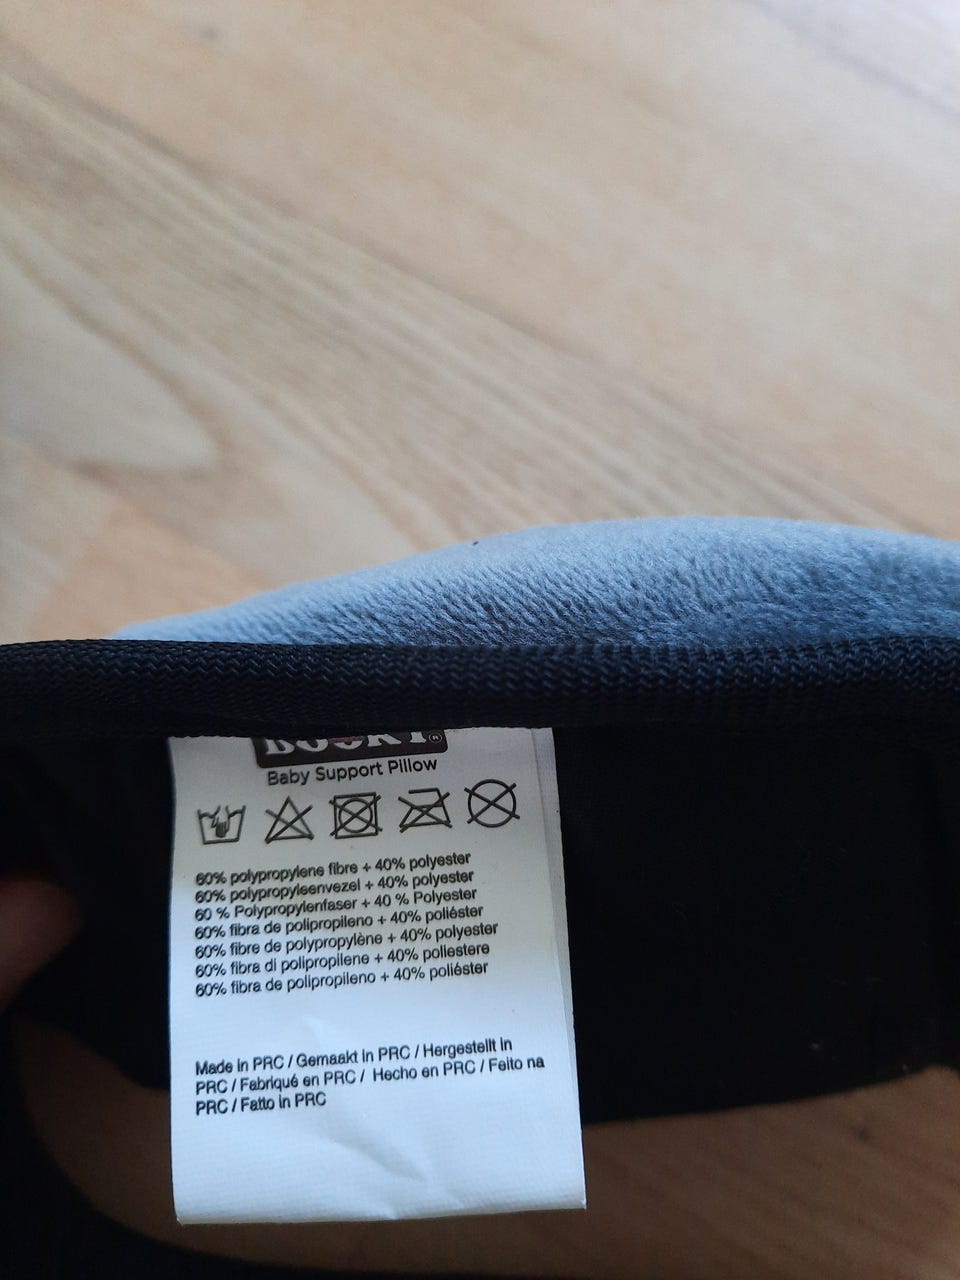 Baby Support Pillow
60% polypropylene fibre + 40% polyester
60% polypropyleenvezel + 40% polyester
60 % Polypropylenfaser + 40 % Polyester
60% fibra de polipropileno + 40% poliéster
60% fibre de polypropylène + 40% polyester
60% fibra di polipropilene + 40% poliestere
60% fibra de polipropileno + 40% poliéster
Made in PRC / Gemaakt in PRC / Hergestellt in
PRC / Fabriqué en PRC / Hecho en PRC / Feito na
PRC / Fatto in PRC